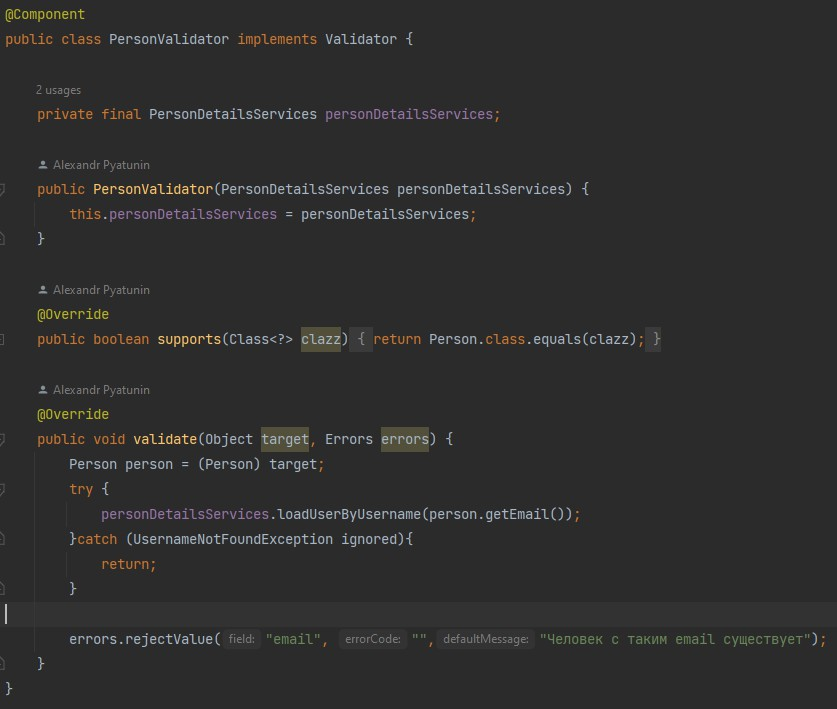 @Component
public class PersonValidator implements Validator {
2 usages
private final PersonDetailsServices personDetailsServices;
Alexandr Pyatunin
public PersonValidator(PersonDetailsServices personDetailsServices) {
this.personDetailsServices = personDetailsServices;
}
Alexandr Pyatunin
@Override
public boolean supports(Class<?> clazz) { return Person.class.equals(clazz); }
Alexandr Pyatunin
@Override
public void validate(Object target, Errors errors) {
Person person = (Person) target;
try {
personDetailsServices.loadUserByUsername(person.getEmail());
}catch (UsernameNotFoundException ignored){
return;
}
errors.rejectValue( field: "email", errorCode: "", defaultMessage: "Человек с таким email существует");
}
}